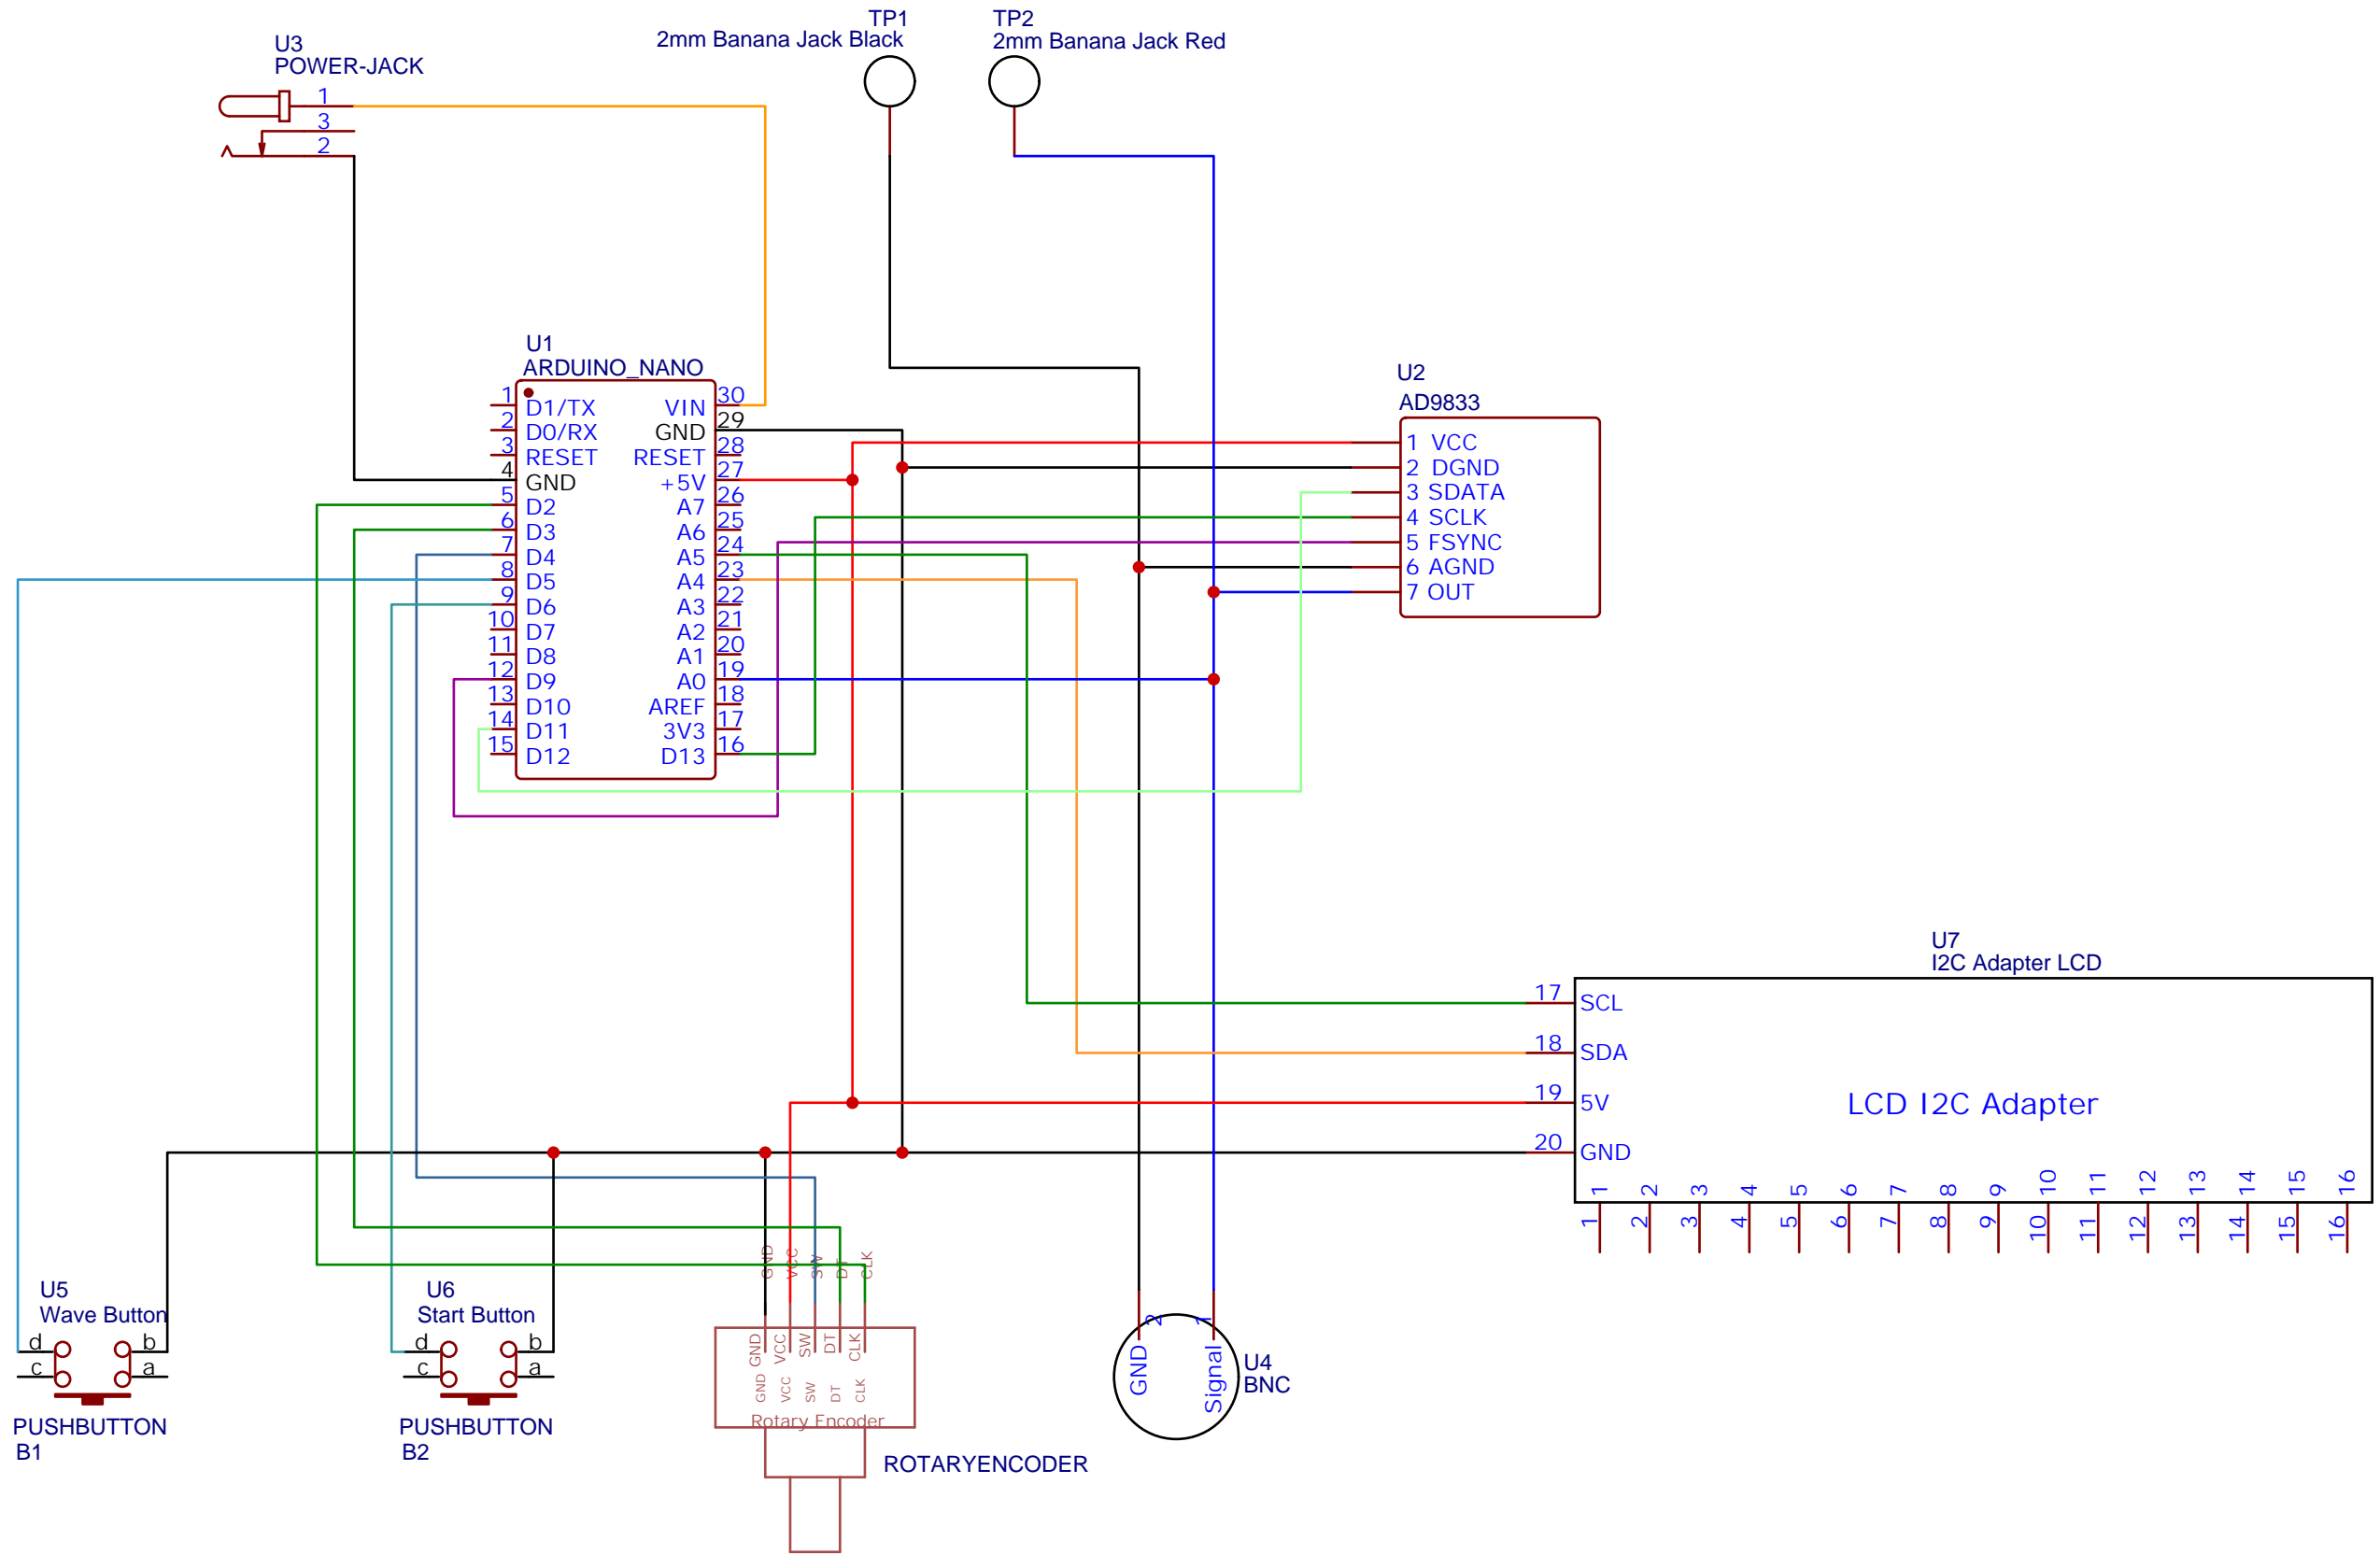 U3
POWER-JACK
1
3
2
TP1
2mm Banana Jack Black
TP2
2mm Banana Jack Red
U1
ARDUINO_NANO
1 D1/TX VIN 30
2 D0/RX GND 29
3 RESET RESET 28
4 GND +5V 27
5 D2 A7 26
6 D3 A6 25
7 D4 A5 24
8 D5 A4 23
9 D6 A3 22
10 D7 A2 21
11 D8 A1 20
12 D9 A0 19
13 D10 AREF 18
14 D11 3V3 17
15 D12 D13 16
U2
AD9833
1 VCC
2 DGND
3 SDATA
4 SCLK
5 FSYNC
6 AGND
7 OUT
U7
I2C Adapter LCD
17 SCL
18 SDA
19 5V
20 GND
LCD I2C Adapter
1 2 3 4 5 6 7 8 9 10 11 12 13 14 15 16
1 2 3 4 5 6 7 8 9 10 11 12 13 14 15 16
U5
Wave Button
d b
c a
PUSHBUTTON
B1
U6
Start Button
d b
c a
PUSHBUTTON
B2
GND VCC SW DT CLK
GND VCC SW DT CLK
GND VCC SW DT CLK
Rotary Encoder
ROTARYENCODER
2 1
GND Signal
U4
BNC